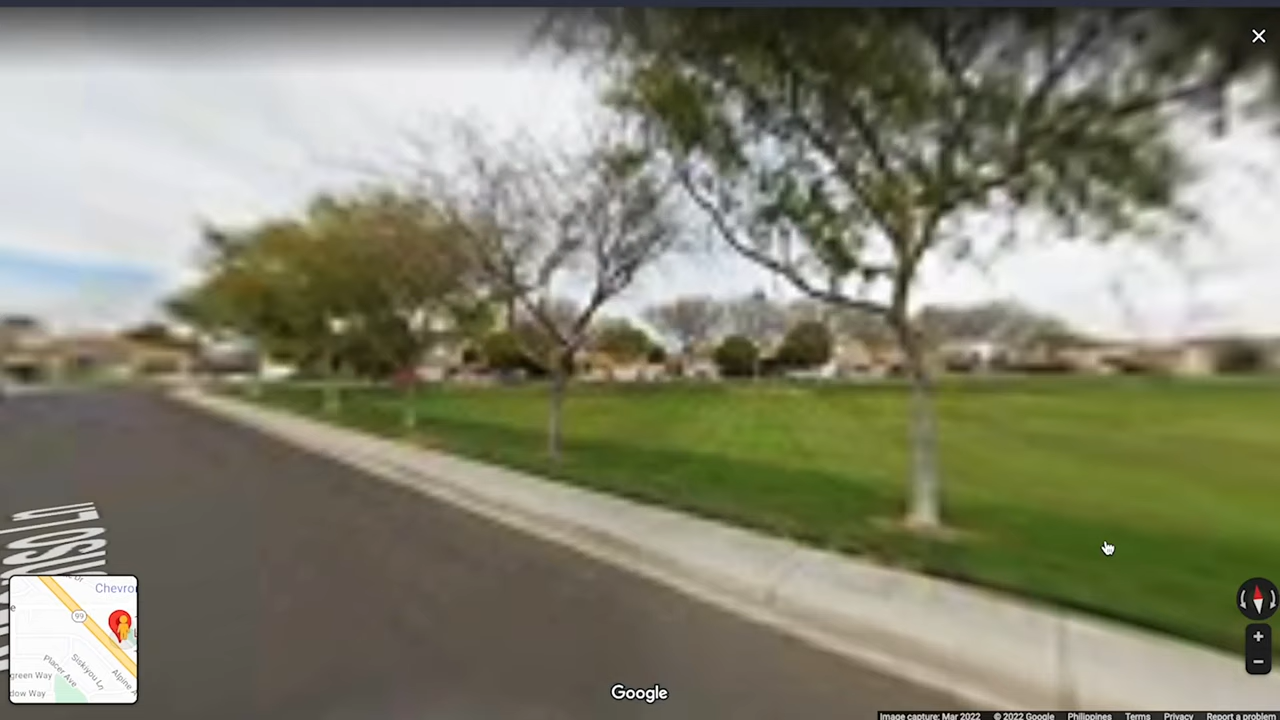 Chevro
99
Placer Ave
Siskiyou Ln
Alpine A
green Way
dow Way
Google
Image capture: Mar 2022 © 2022 Google Philippines Terms Privacy Report a problem